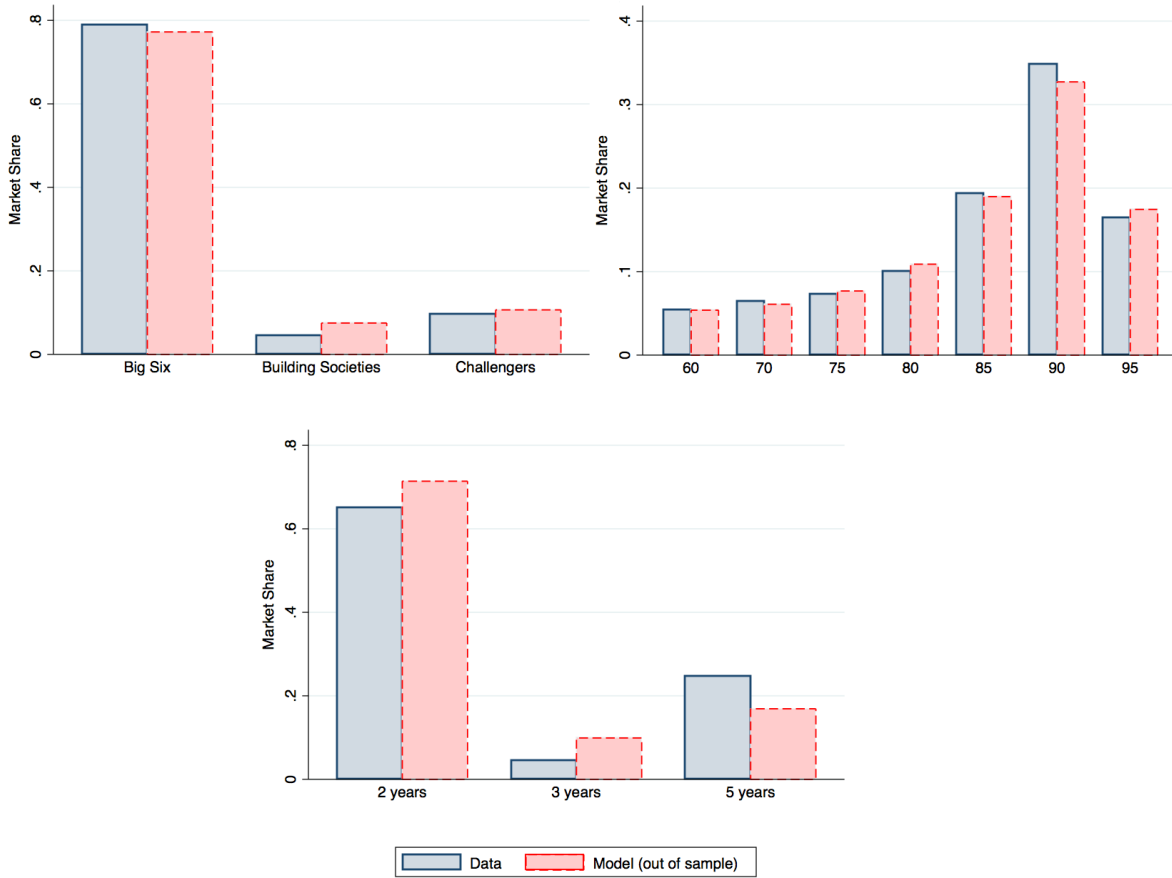 Market Share
.8
.6
.4
.2
0
Big Six Building Societies Challengers
Market Share
.4
.3
.2
.1
0
60 70 75 80 85 90 95
Market Share
.8
.6
.4
.2
0
2 years 3 years 5 years
Data Model (out of sample)